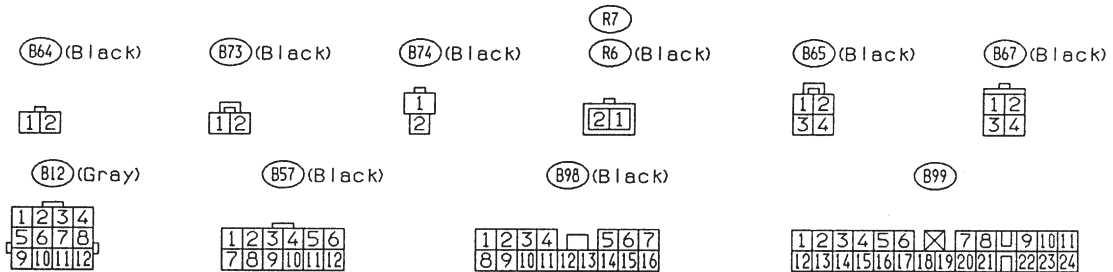 R7
B64 (Black) B73 (Black) B74 (Black) R6 (Black) B65 (Black) B67 (Black)
1 2 1 2 1 2 1 1 2 1 2
2 3 4 3 4
B12 (Gray) B57 (Black) B98 (Black) B99
1 2 3 4
5 6 7 8 1 2 3 4 5 6 1 2 3 4 5 6 7 1 2 3 4 5 6 7 8 9 10 11
9 10 11 12 7 8 9 10 11 12 8 9 10 11 12 13 14 15 16 12 13 14 15 16 17 18 19 20 21 22 23 24